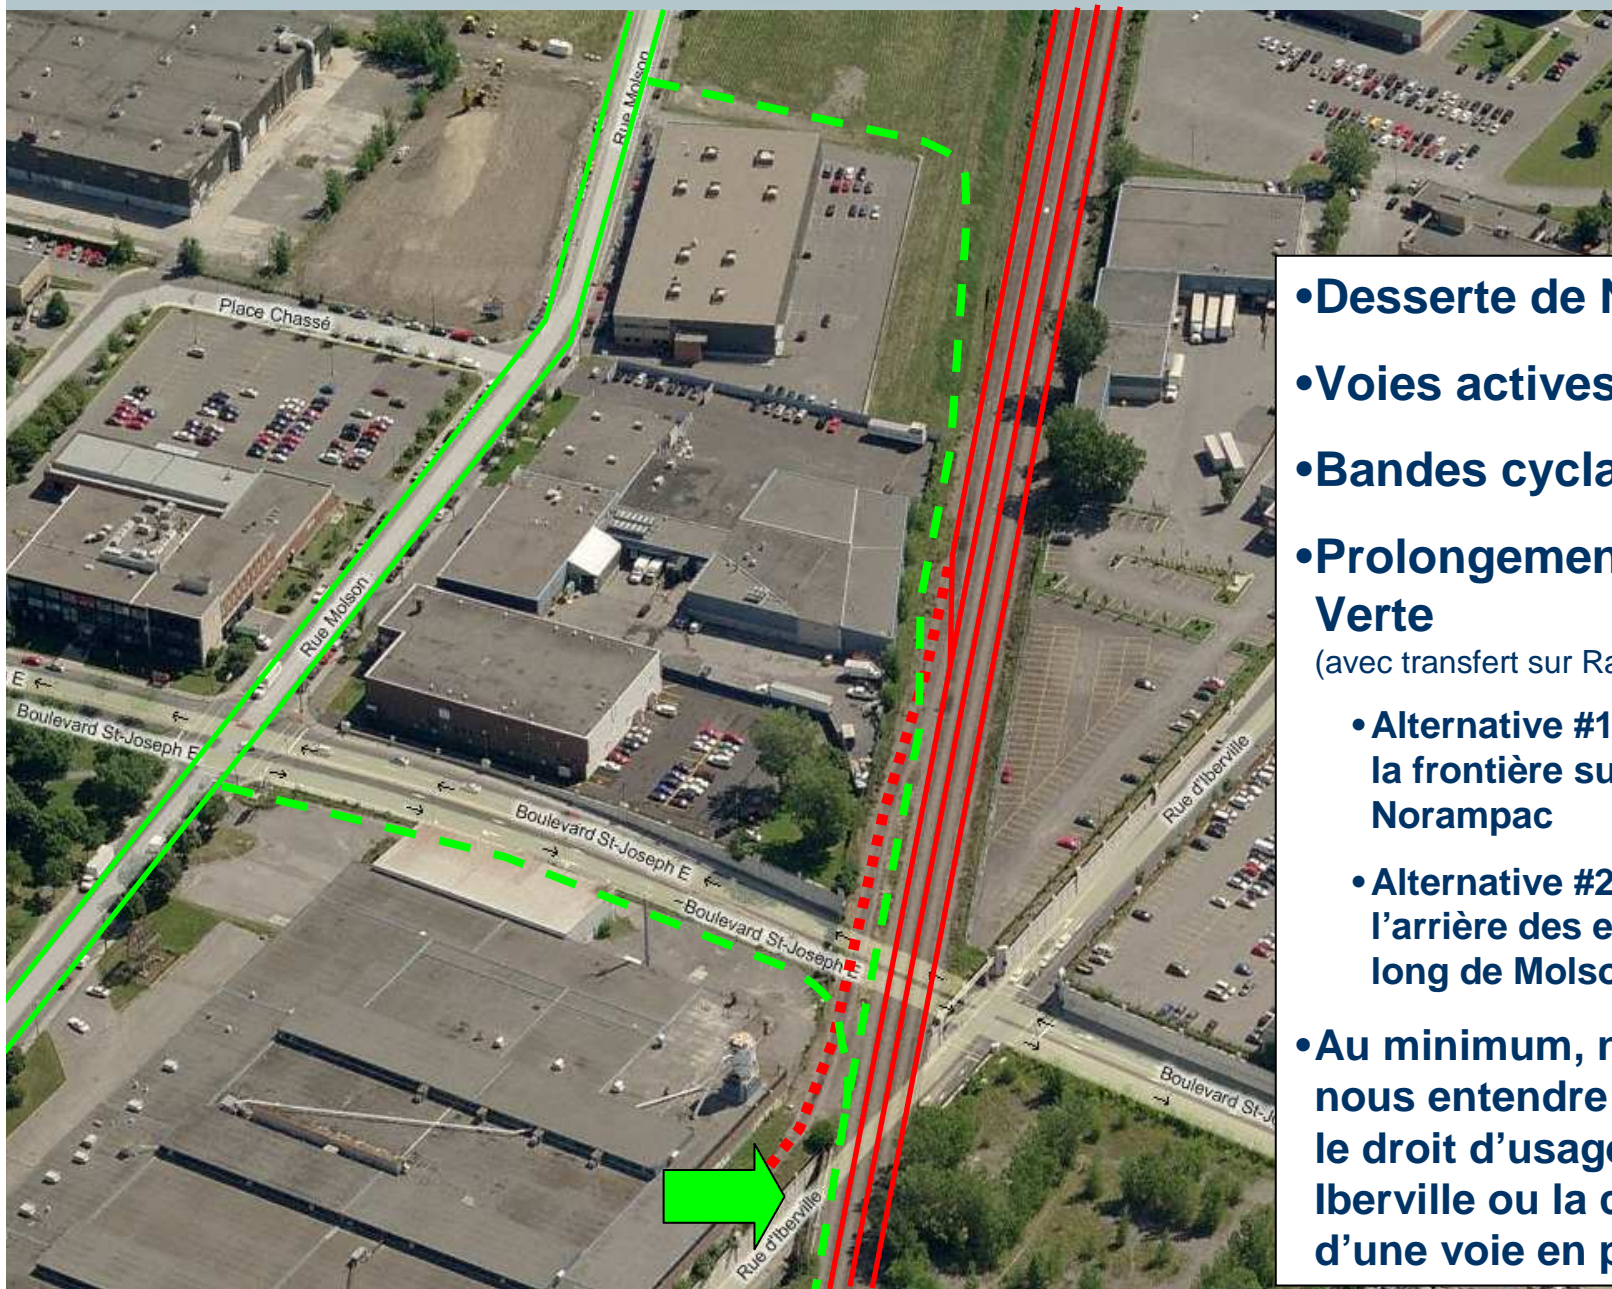 Rue Molson
Place Chassé
Rue Molson
E
Boulevard St-Joseph E
Boulevard St-Joseph E
~Boulevard St-Joseph E
Rue d'Iberville
Boulevard St-J
Rue d'Iberville
•Desserte de N
•Voies actives
•Bandes cycla
•Prolongemen
Verte
(avec transfert sur Ra
•Alternative #1
la frontière su
Norampac
•Alternative #2
l’arrière des e
long de Molso
•Au minimum, n
nous entendre
le droit d’usage
Iberville ou la c
d’une voie en p